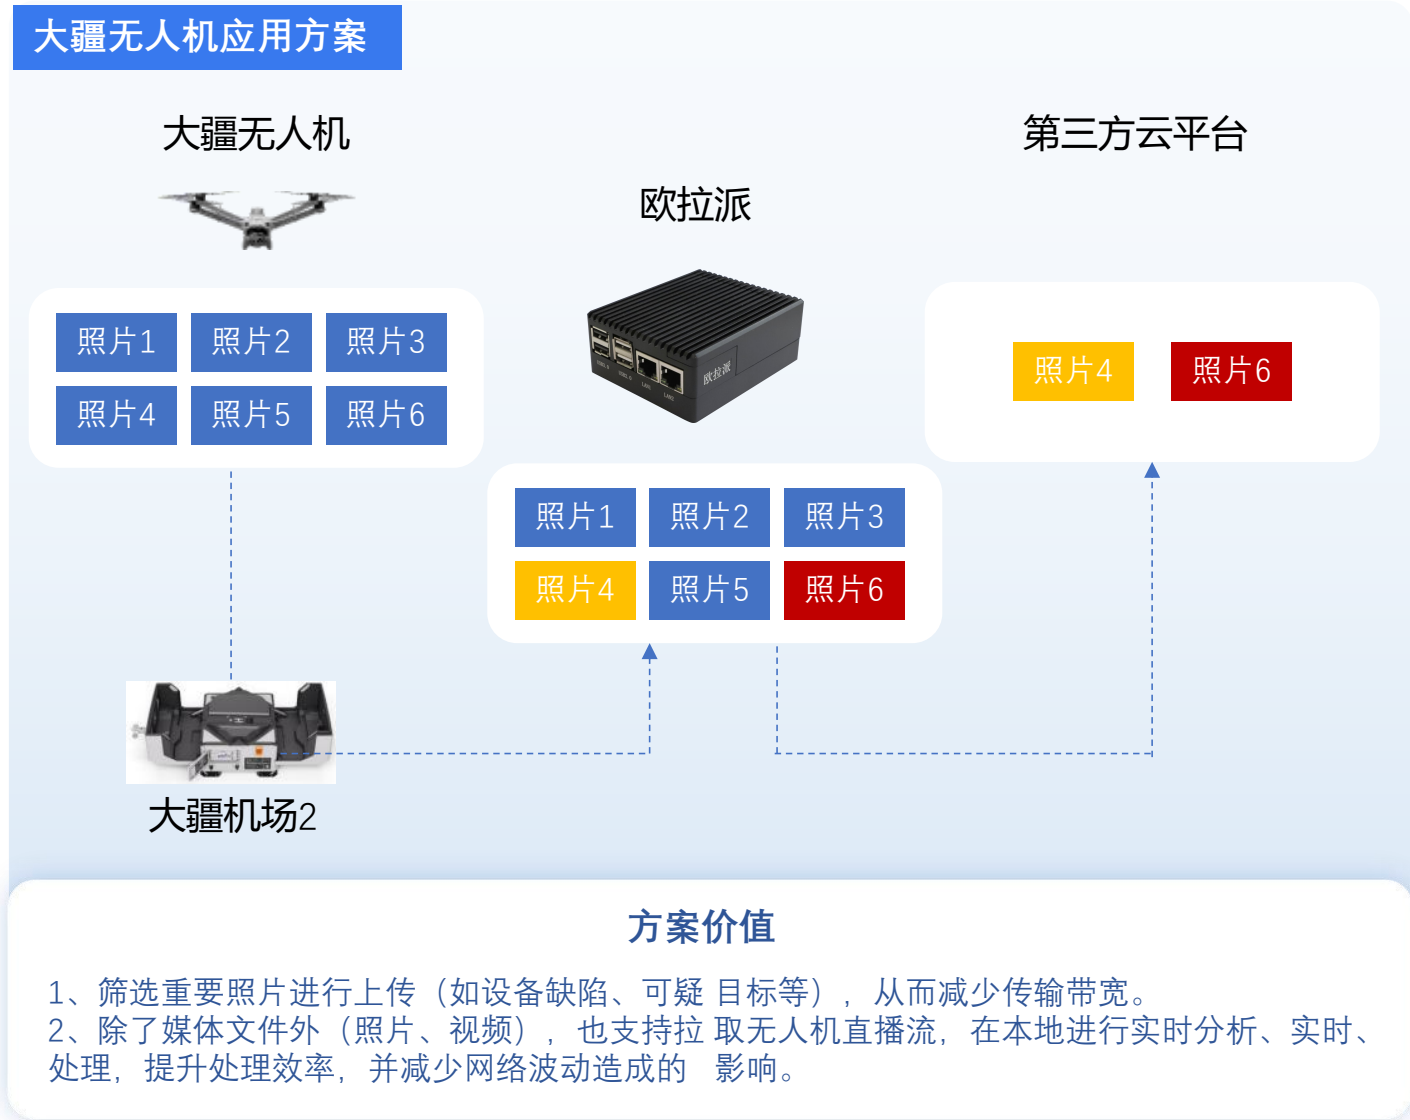 大疆无人机应用方案
大疆无人机
第三方云平台
欧拉派
照片1 照片2 照片3
照片4 照片5 照片6
欧拉派
LAN1
LAN2
照片4 照片6
照片1 照片2 照片3
照片4 照片5 照片6
大疆机场2
方案价值
1、筛选重要照片进行上传（如设备缺陷、可疑 目标等），从而减少传输带宽。
2、除了媒体文件外（照片、视频），也支持拉 取无人机直播流，在本地进行实时分析、实时、
处理，提升处理效率，并减少网络波动造成的 影响。